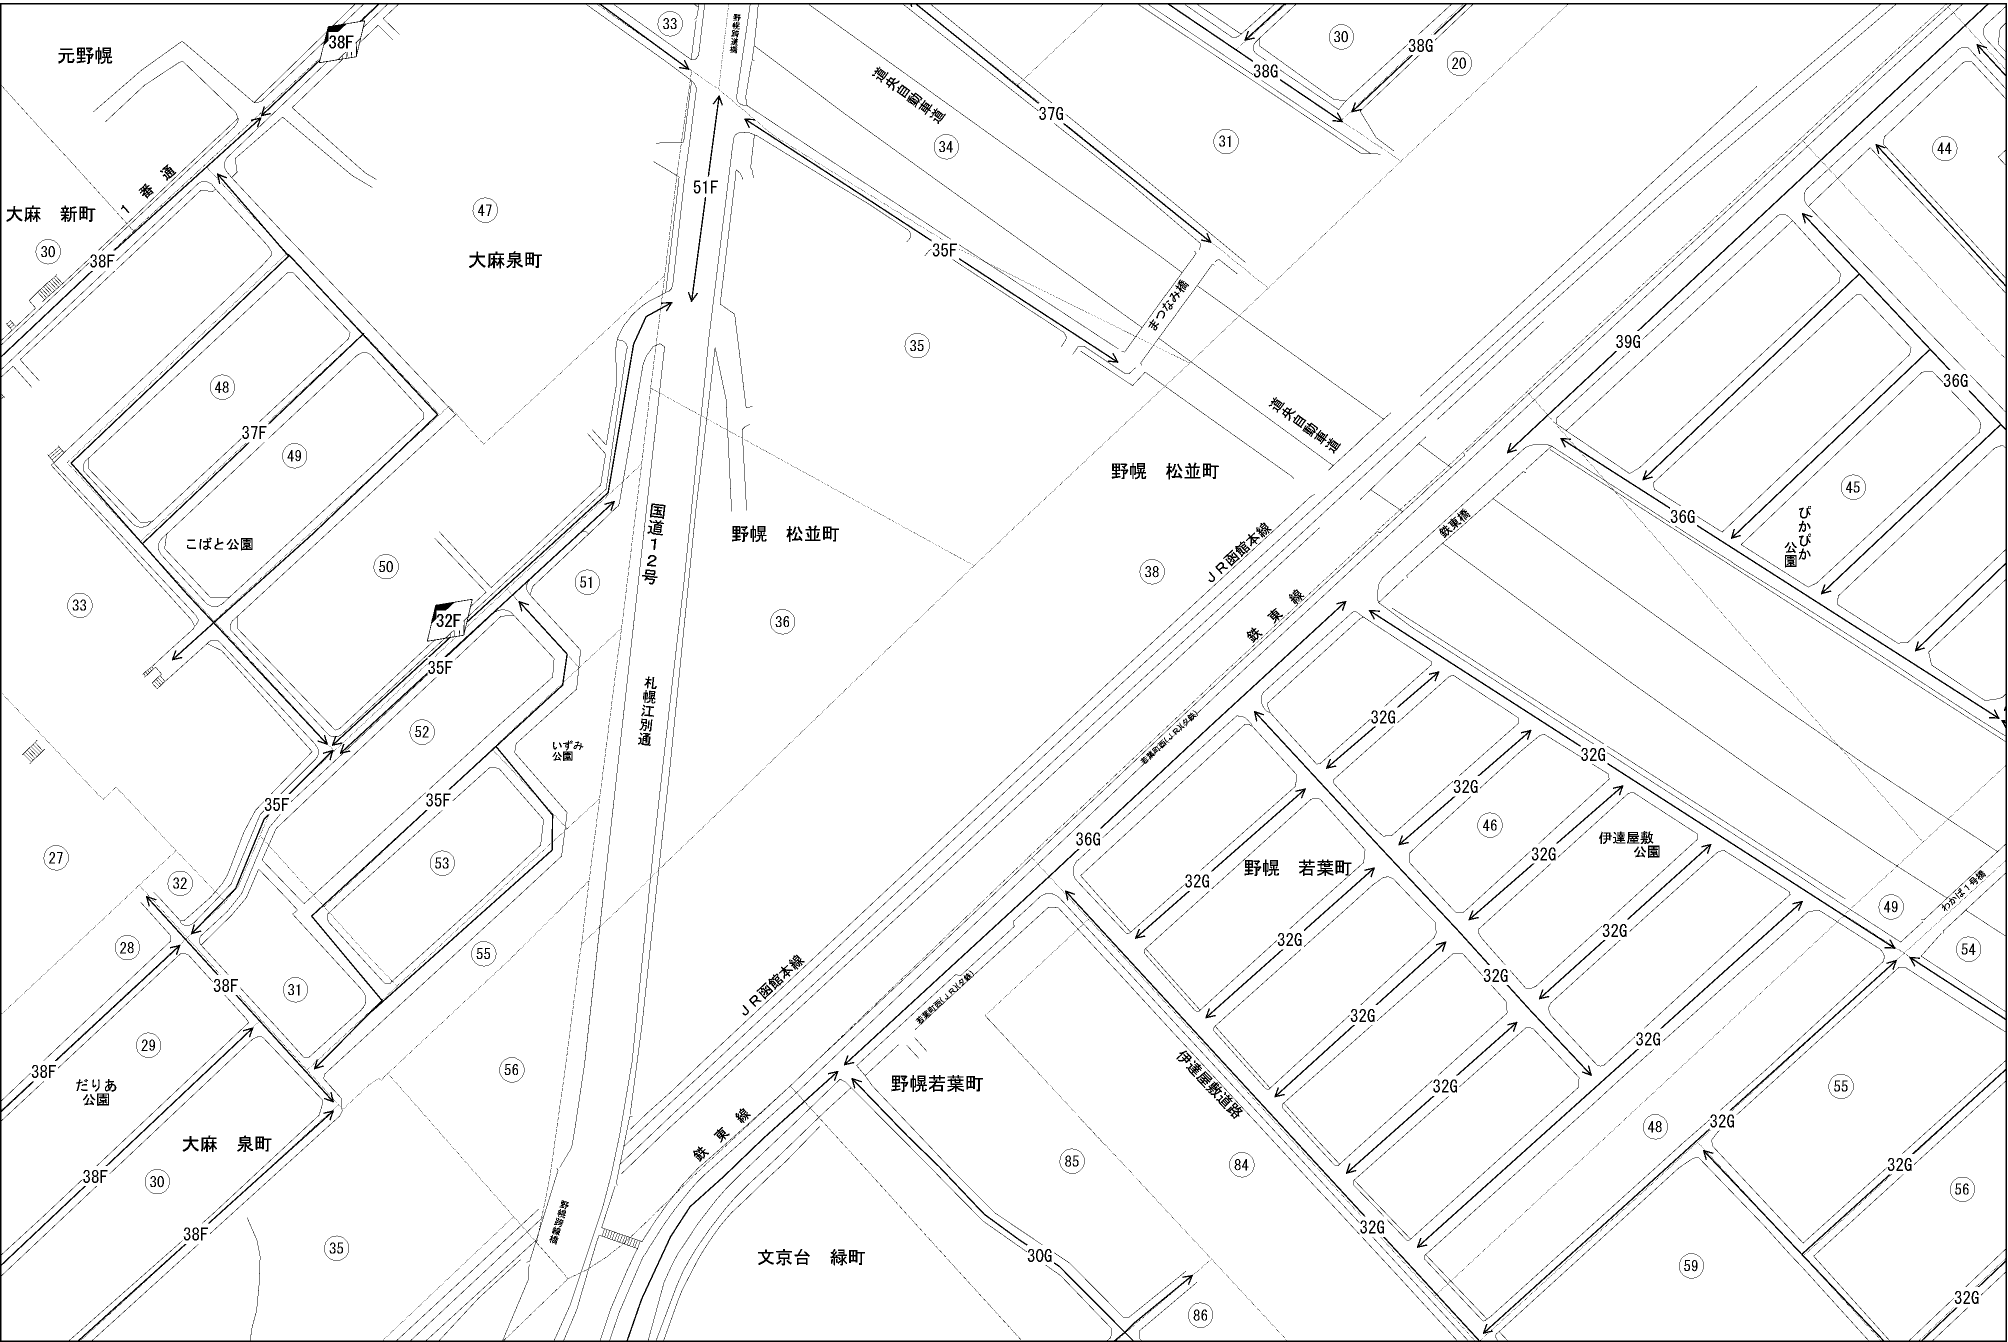 元野幌
38F
33
野幌跨道橋
道央自動車道
37G
38G
30
38G
20
34
31
44
1番通
大麻 新町
30
38F
47
大麻泉町
51F
35F
まつなみ橋
39G
36G
35
48
37F
49
道央自動車道
野幌 松並町
36G
45
ぴかぴか
公園
鉄東橋
国道12号
野幌 松並町
こばと公園
50
51
38
JR函館本線
33
32F
35F
36
鉄東線
札幌江別通
52
いずみ
公園
32G
32G
35F
35F
32G
36G
46
伊達屋敷
公園
27
53
32G
野幌 若葉町
32G
32
49
わかば1号橋
28
55
32G
32G
54
38F
31
JR函館本線
32G
29
32G
32G
38F
56
だりあ
公園
野幌若葉町
伊達屋敷道路
32G
55
大麻 泉町
鉄東線
32G
48
38F
30
85
84
32G
56
38F
35
野幌跨線橋
32G
文京台 緑町
30G
59
86
32G